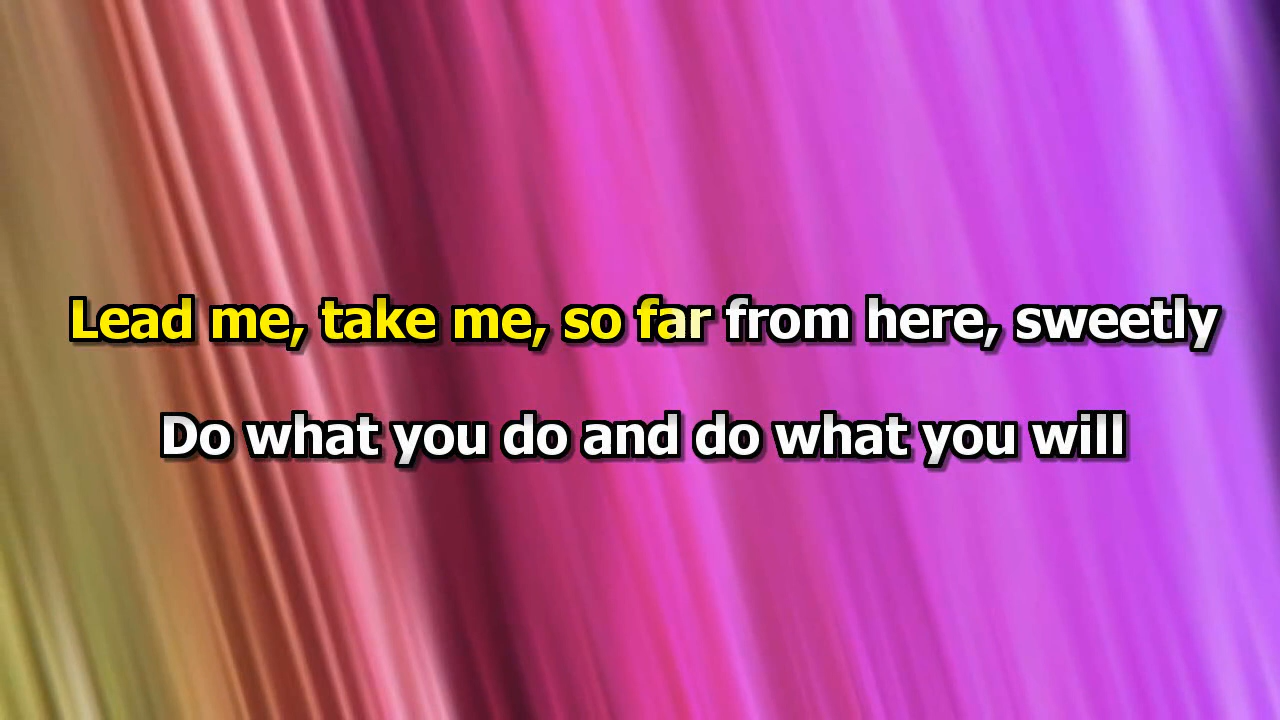 Lead me, take me, so far from here, sweetly
Do what you do and do what you will